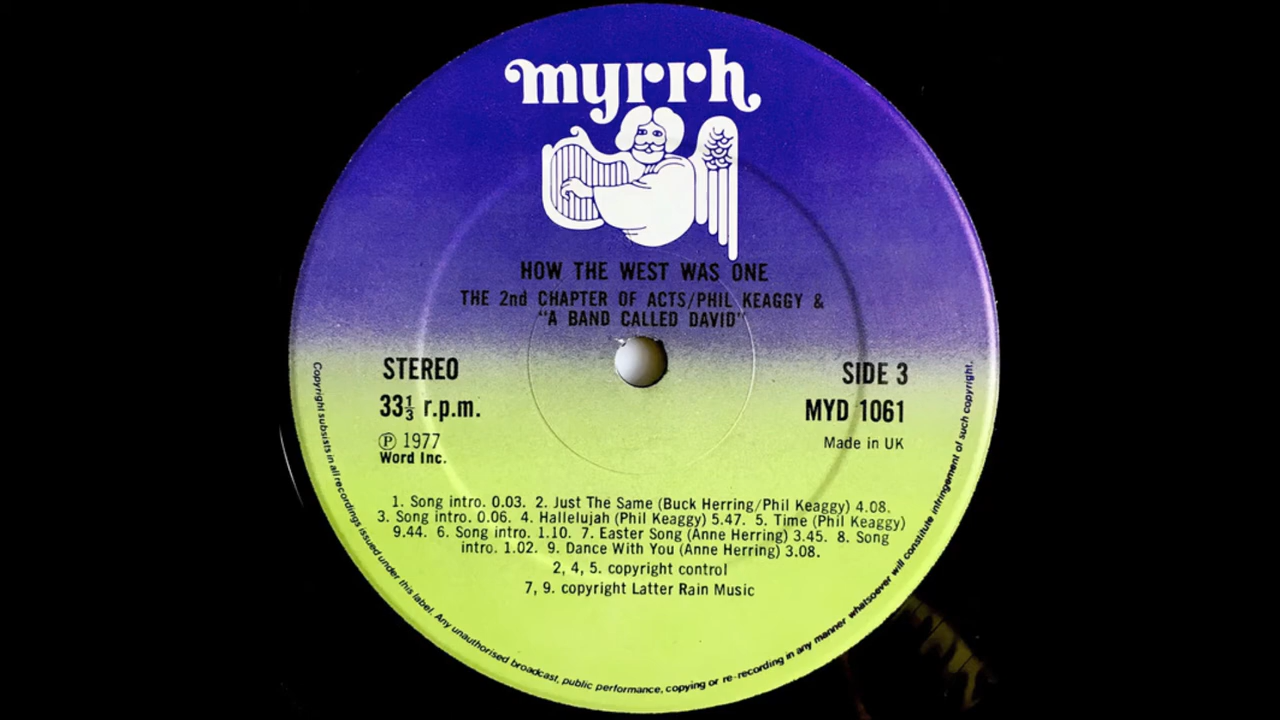 myrrh
HOW THE WEST WAS ONE
THE 2nd CHAPTER OF ACTS/PHIL KEAGGY &
"A BAND CALLED DAVID"
STEREO
SIDE 3
33⅓ r.p.m.
MYD 1061
Ⓟ 1977
Made in UK
Word Inc.
1. Song intro. 0.03. 2. Just The Same (Buck Herring/Phil Keaggy) 4.08.
3. Song intro. 0.06. 4. Hallelujah (Phil Keaggy) 5.47. 5. Time (Phil Keaggy)
9.44. 6. Song intro. 1.10. 7. Easter Song (Anne Herring) 3.45. 8. Song
intro. 1.02. 9. Dance With You (Anne Herring) 3.08.
2, 4, 5. copyright control
7, 9. copyright Latter Rain Music
Copyright subsists in all recordings issued under this label. Any unauthorised broadcast, public performance, copying or re-recording in any manner whatsoever will constitute infringement of such copyright.